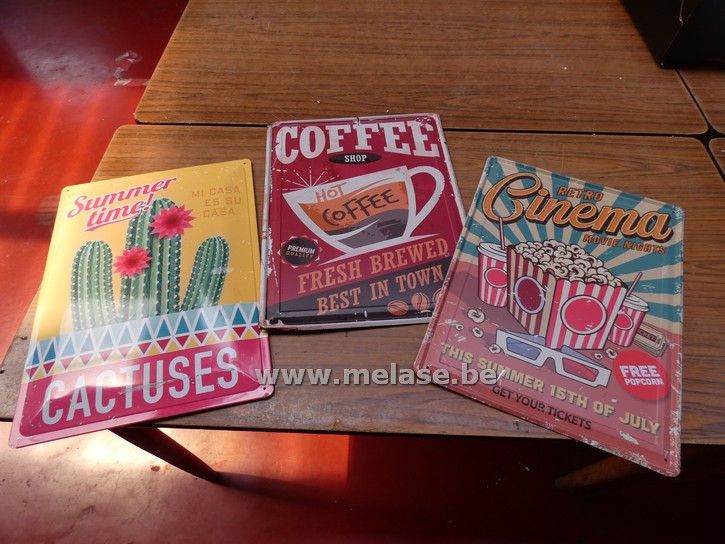 Summer
time!
MI CASA
ES SU
CASA
CACTUSES
COFFEE
SHOP
HOT
COFFEE
PREMIUM
QUALITY
FRESH BREWED
BEST IN TOWN
RETRO
Cinema
MOVIE NIGHTS
THIS SUMMER 15TH OF JULY
GET YOUR TICKETS
FREE
POPCORN
www.melase.be